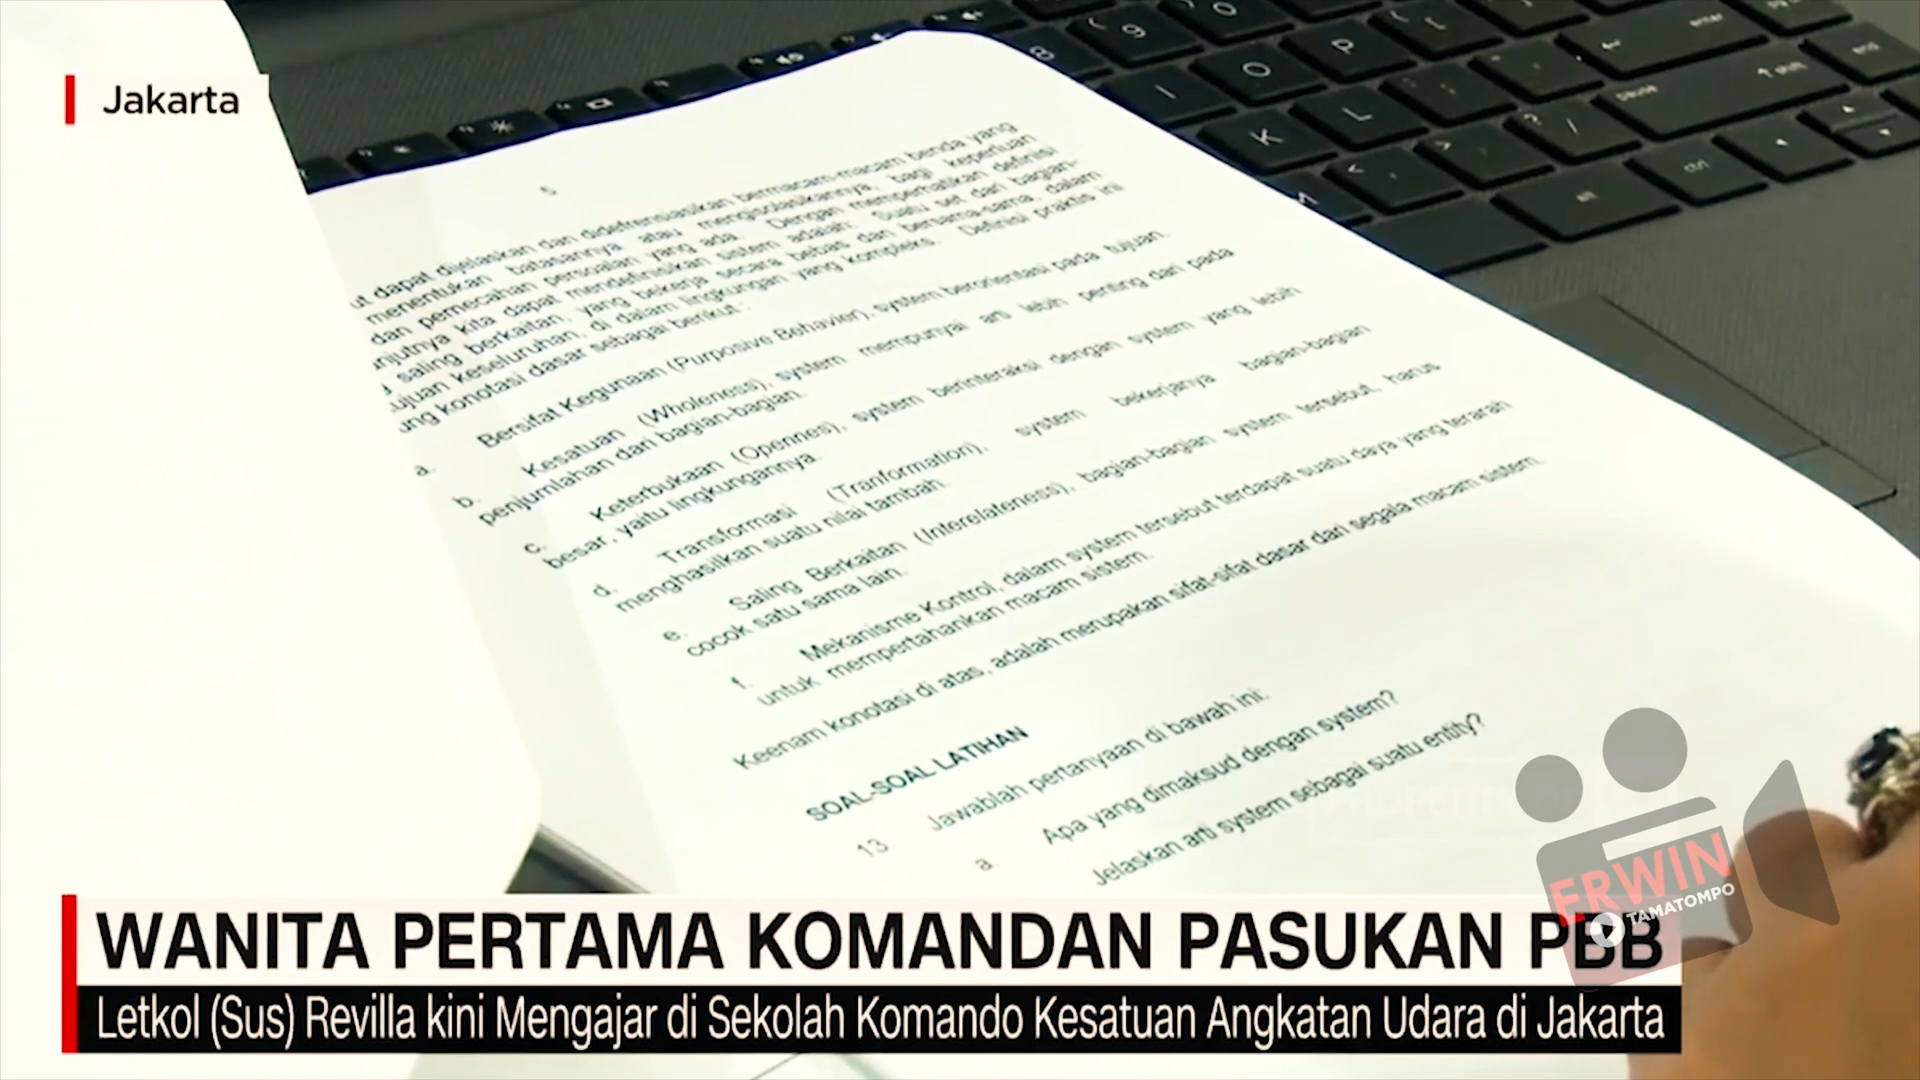 Jakarta
5
ut dapat dijelaskan dan didefensiasikan bermacam-macam benda yang
menentukan batasannya atau mengisolasikannya, bagi keperluan
dan pemecahan persoalan yang ada. Dengan memperhatikan definisi
njutnya kita dapat mendefinisikan sistem adalah: suatu set dari bagian-
saling berkaitan, yang bekerja secara bebas dan bersama-sama, dalam
ujuan keseluruhan, di dalam lingkungan yang kompleks. Definisi praktis ini
ung konotasi dasar sebagai berikut :
a. Bersifat Kegunaan (Purposive Behavier), system berorientasi pada tujuan.
b. Kesatuan (Wholeness), system mempunyai arti lebih penting dari pada
penjumlahan dari bagian-bagian.
c. Keterbukaan (Opennes), system berinteraksi dengan system yang lebih
besar, yaitu lingkungannya.
d. Transformasi (Tranformation), system bekerjanya bagian-bagian
menghasilkan suatu nilai tambah.
e. Saling Berkaitan (Interelateness), bagian-bagian system tersebut, harus
cocok satu sama lain.
f. Mekanisme Kontrol, dalam system tersebut terdapat suatu daya yang terarah
untuk mempertahankan macam sistem.
Keenam konotasi di atas, adalah merupakan sifat-sifat dasar dari segala macam sistem.
SOAL-SOAL LATIHAN
13. Jawablah pertanyaan di bawah ini:
a. Apa yang dimaksud dengan system?
Jelaskan arti system sebagai suatu entity?
ERWIN
TAMATOMPO
WANITA PERTAMA KOMANDAN PASUKAN PBB
Letkol (Sus) Revilla kini Mengajar di Sekolah Komando Kesatuan Angkatan Udara di Jakarta